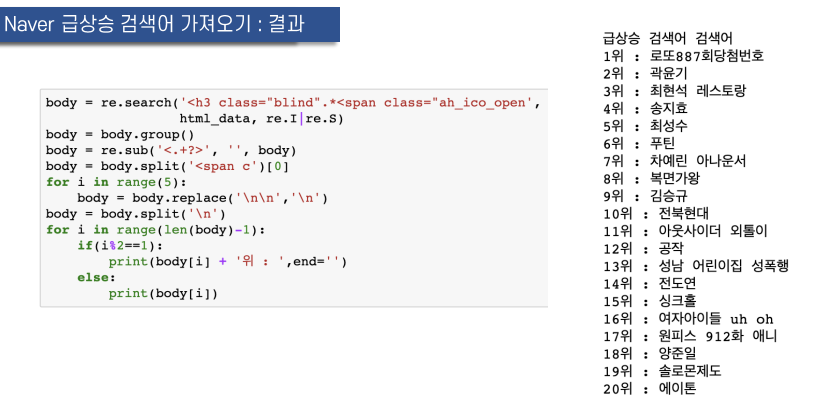 Naver 급상승 검색어 가져오기 : 결과
body = re.search('<h3 class="blind".*<span class="ah_ico_open',
                 html_data, re.I|re.S)
body = body.group()
body = re.sub('<.+?>', '', body)
body = body.split('<span c')[0]
for i in range(5):
    body = body.replace('\n\n','\n')
body = body.split('\n')
for i in range(len(body)-1):
    if(i%2==1):
        print(body[i] + '위 : ',end='')
    else:
        print(body[i])
급상승 검색어 검색어
1위 : 로또887회당첨번호
2위 : 곽윤기
3위 : 최현석 레스토랑
4위 : 송지효
5위 : 최성수
6위 : 푸틴
7위 : 차예린 아나운서
8위 : 복면가왕
9위 : 김승규
10위 : 전북현대
11위 : 아웃사이더 외톨이
12위 : 공작
13위 : 성남 어린이집 성폭행
14위 : 전도연
15위 : 싱크홀
16위 : 여자아이들 uh oh
17위 : 원피스 912화 애니
18위 : 양준일
19위 : 솔로몬제도
20위 : 에이톤